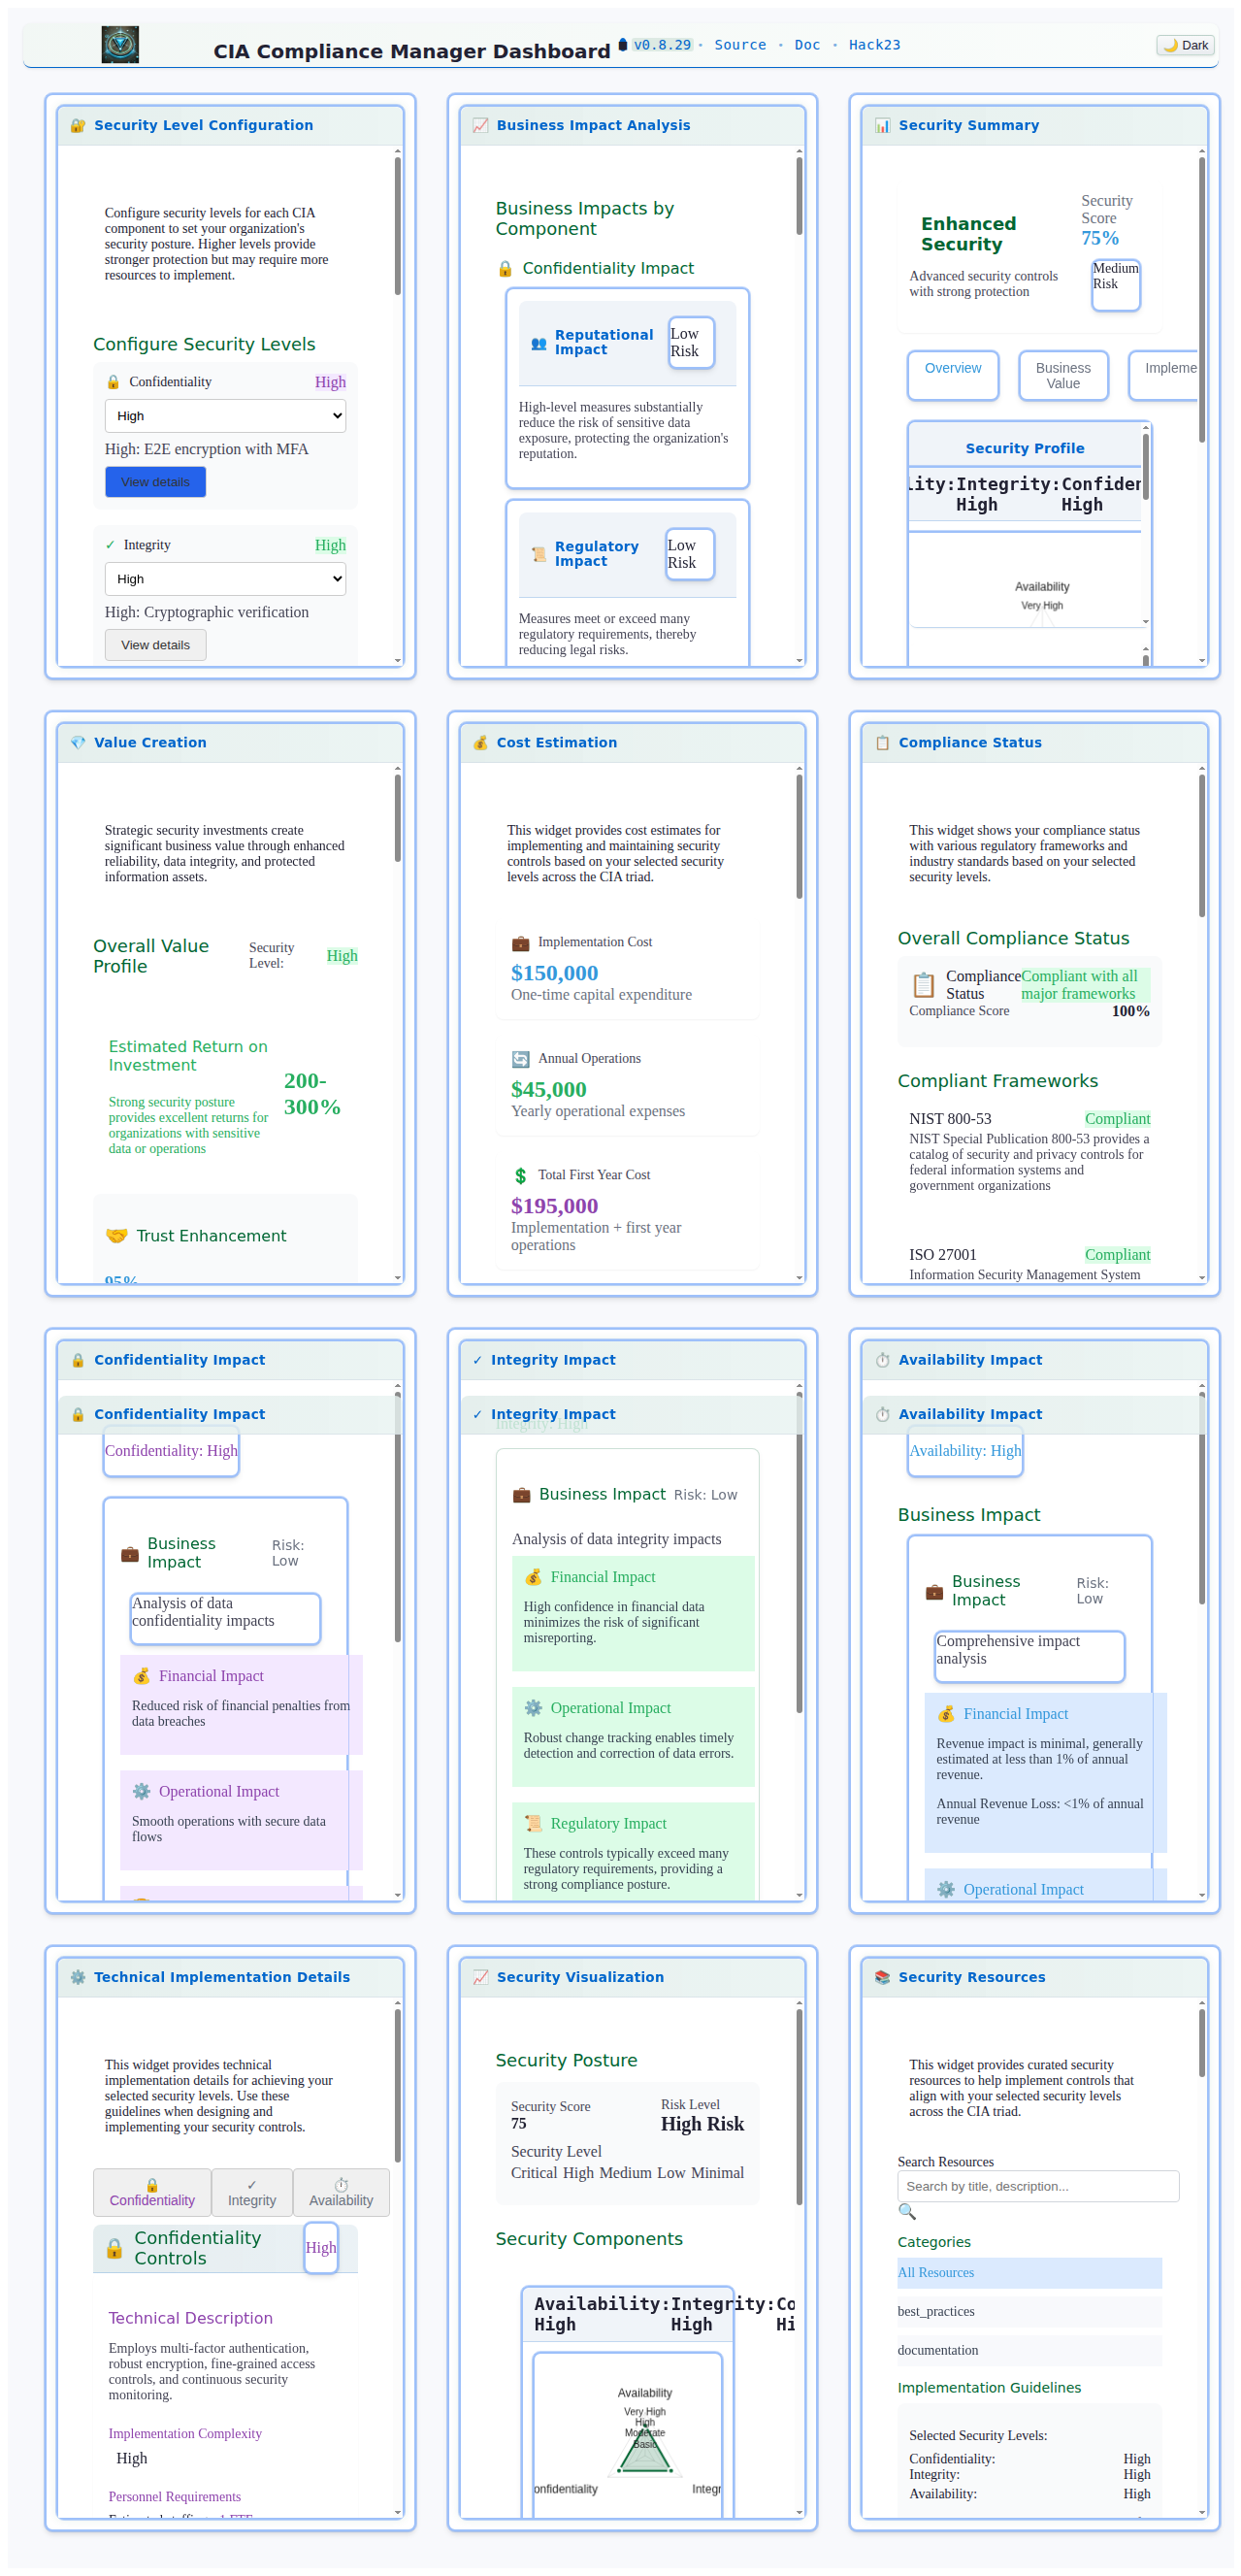 CIA Compliance Manager Dashboard
v0.8.29 • Source • Doc • Hack23
Dark
Security Level Configuration
Configure security levels for each CIA
component to set your organization's
security posture. Higher levels provide
stronger protection but may require more
resources to implement.
Configure Security Levels
Confidentiality High
High
High: E2E encryption with MFA
View details
Integrity High
High
High: Cryptographic verification
View details
Business Impact Analysis
Business Impacts by
Component
Confidentiality Impact
Reputational
Impact
Low
Risk
High-level measures substantially
reduce the risk of sensitive data
exposure, protecting the organization's
reputation.
Regulatory
Impact
Low
Risk
Measures meet or exceed many
regulatory requirements, thereby
reducing legal risks.
Security Summary
Enhanced
Security
Advanced security controls
with strong protection
Security
Score
75%
Medium
Risk
Overview
Business
Value
Impleme
Security Profile
lity:Integrity:Confiden
High High
Availability
Very High
Value Creation
Strategic security investments create
significant business value through enhanced
reliability, data integrity, and protected
information assets.
Overall Value
Profile
Security
Level:
High
Estimated Return on
Investment
Strong security posture
provides excellent returns for
organizations with sensitive
data or operations
200-
300%
Trust Enhancement
95%
Cost Estimation
This widget provides cost estimates for
implementing and maintaining security
controls based on your selected security
levels across the CIA triad.
Implementation Cost
$150,000
One-time capital expenditure
Annual Operations
$45,000
Yearly operational expenses
Total First Year Cost
$195,000
Implementation + first year
operations
Compliance Status
This widget shows your compliance status
with various regulatory frameworks and
industry standards based on your selected
security levels.
Overall Compliance Status
Compliance
Status
Compliant with all
major frameworks
Compliance Score 100%
Compliant Frameworks
NIST 800-53 Compliant
NIST Special Publication 800-53 provides a
catalog of security and privacy controls for
federal information systems and
government organizations
ISO 27001 Compliant
Information Security Management System
Confidentiality Impact
Confidentiality Impact
Confidentiality: High
Business
Impact
Risk:
Low
Analysis of data
confidentiality impacts
Financial Impact
Reduced risk of financial penalties from
data breaches
Operational Impact
Smooth operations with secure data
flows
Integrity Impact
Integrity Impact
Integrity: High
Business Impact Risk: Low
Analysis of data integrity impacts
Financial Impact
High confidence in financial data
minimizes the risk of significant
misreporting.
Operational Impact
Robust change tracking enables timely
detection and correction of data errors.
Regulatory Impact
These controls typically exceed many
regulatory requirements, providing a
strong compliance posture.
Availability Impact
Availability Impact
Availability: High
Business Impact
Business
Impact
Risk:
Low
Comprehensive impact
analysis
Financial Impact
Revenue impact is minimal, generally
estimated at less than 1% of annual
revenue.
Annual Revenue Loss: <1% of annual
revenue
Operational Impact
Technical Implementation Details
This widget provides technical
implementation details for achieving your
selected security levels. Use these
guidelines when designing and
implementing your security controls.
Confidentiality
Integrity
Availability
Confidentiality
Controls
High
Technical Description
Employs multi-factor authentication,
robust encryption, fine-grained access
controls, and continuous security
monitoring.
Implementation Complexity
High
Personnel Requirements
Security Visualization
Security Posture
Security Score
75
Risk Level
High Risk
Security Level
Critical High Medium Low Minimal
Security Components
Availability:Integrity:Co
High High Hi
Availability
Very High
High
Moderate
Basic
onfidentiality Integr
Security Resources
This widget provides curated security
resources to help implement controls that
align with your selected security levels
across the CIA triad.
Search Resources
Search by title, description...
Categories
All Resources
best_practices
documentation
Implementation Guidelines
Selected Security Levels:
Confidentiality: High
Integrity: High
Availability: High